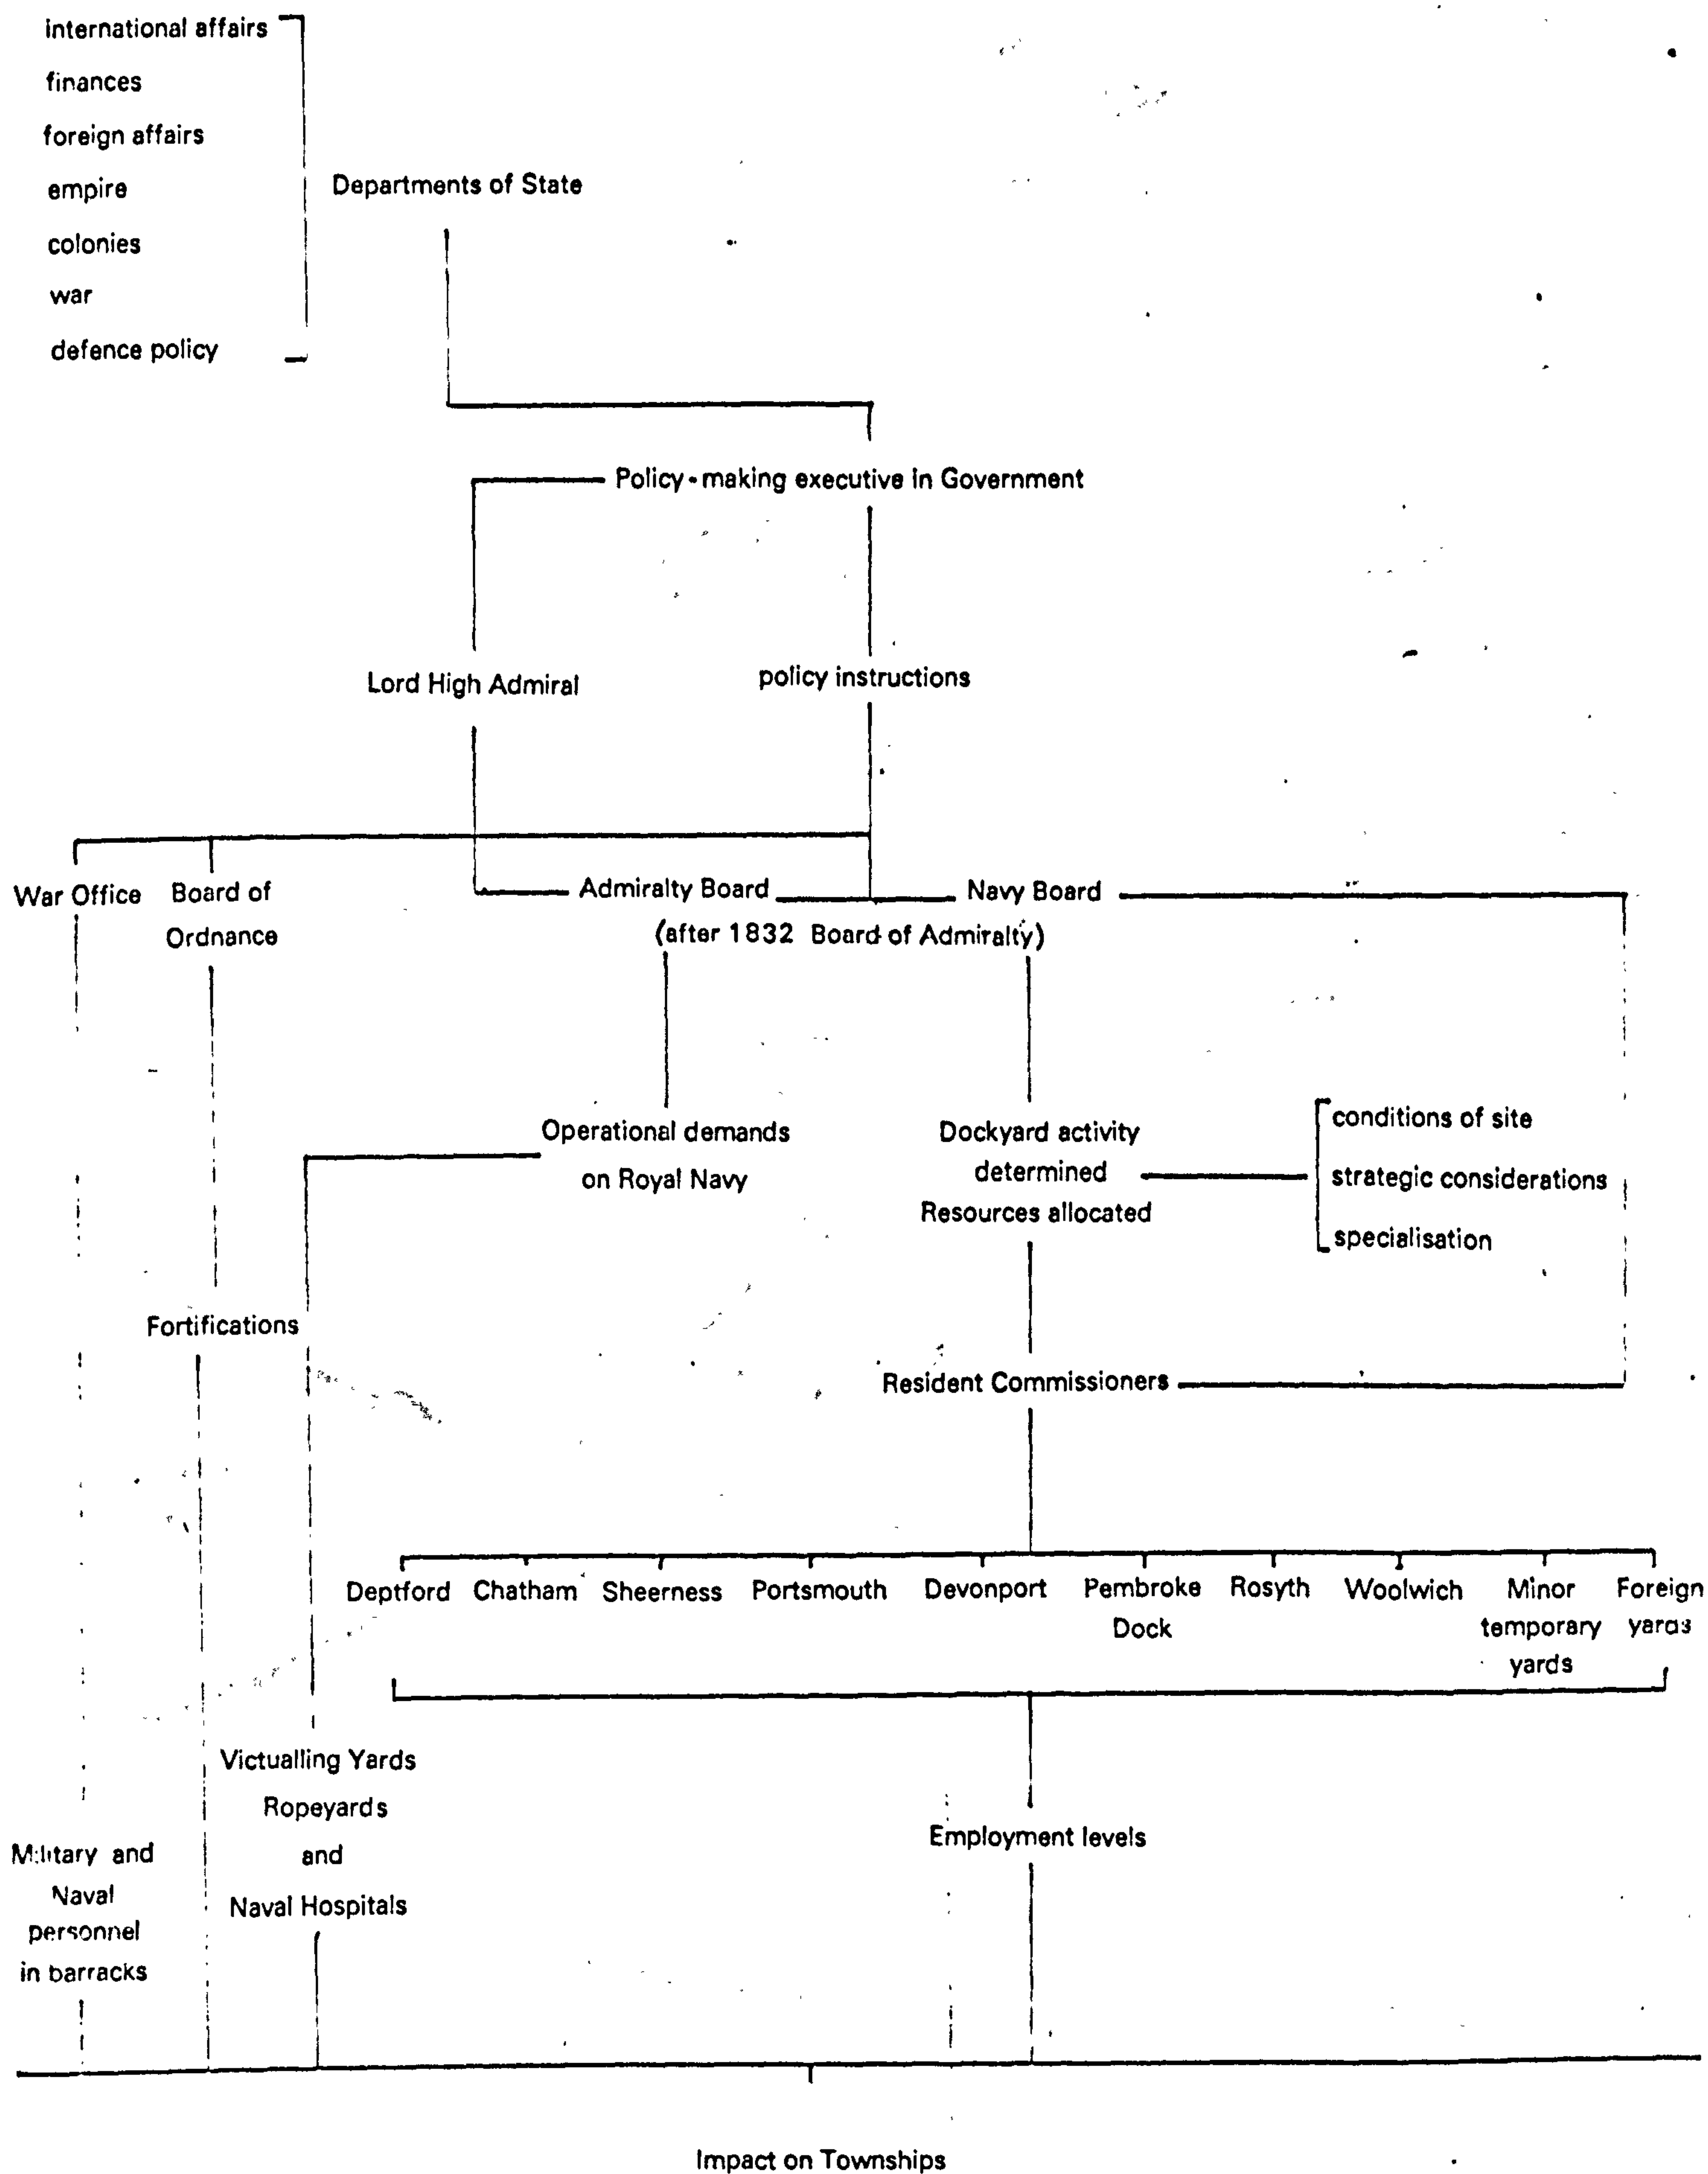 international affairs
finances
foreign affairs
empire
colonies
war
defence policy
Departments of State
Policy-making executive in Government
Lord High Admiral
policy instructions
War Office
Board of
Ordnance
Admiralty Board
Navy Board
(after 1832 Board of Admiralty)
Operational demands
on Royal Navy
Dockyard activity
determined
Resources allocated
conditions of site
strategic considerations
specialisation
Fortifications
Resident Commissioners
Deptford
Chatham
Sheerness
Portsmouth
Devonport
Pembroke
Dock
Rosyth
Woolwich
Minor
temporary
yards
Foreign
yards
Victualling Yards
Ropeyards
and
Naval Hospitals
Military and
Naval
personnel
in barracks
Employment levels
Impact on Townships